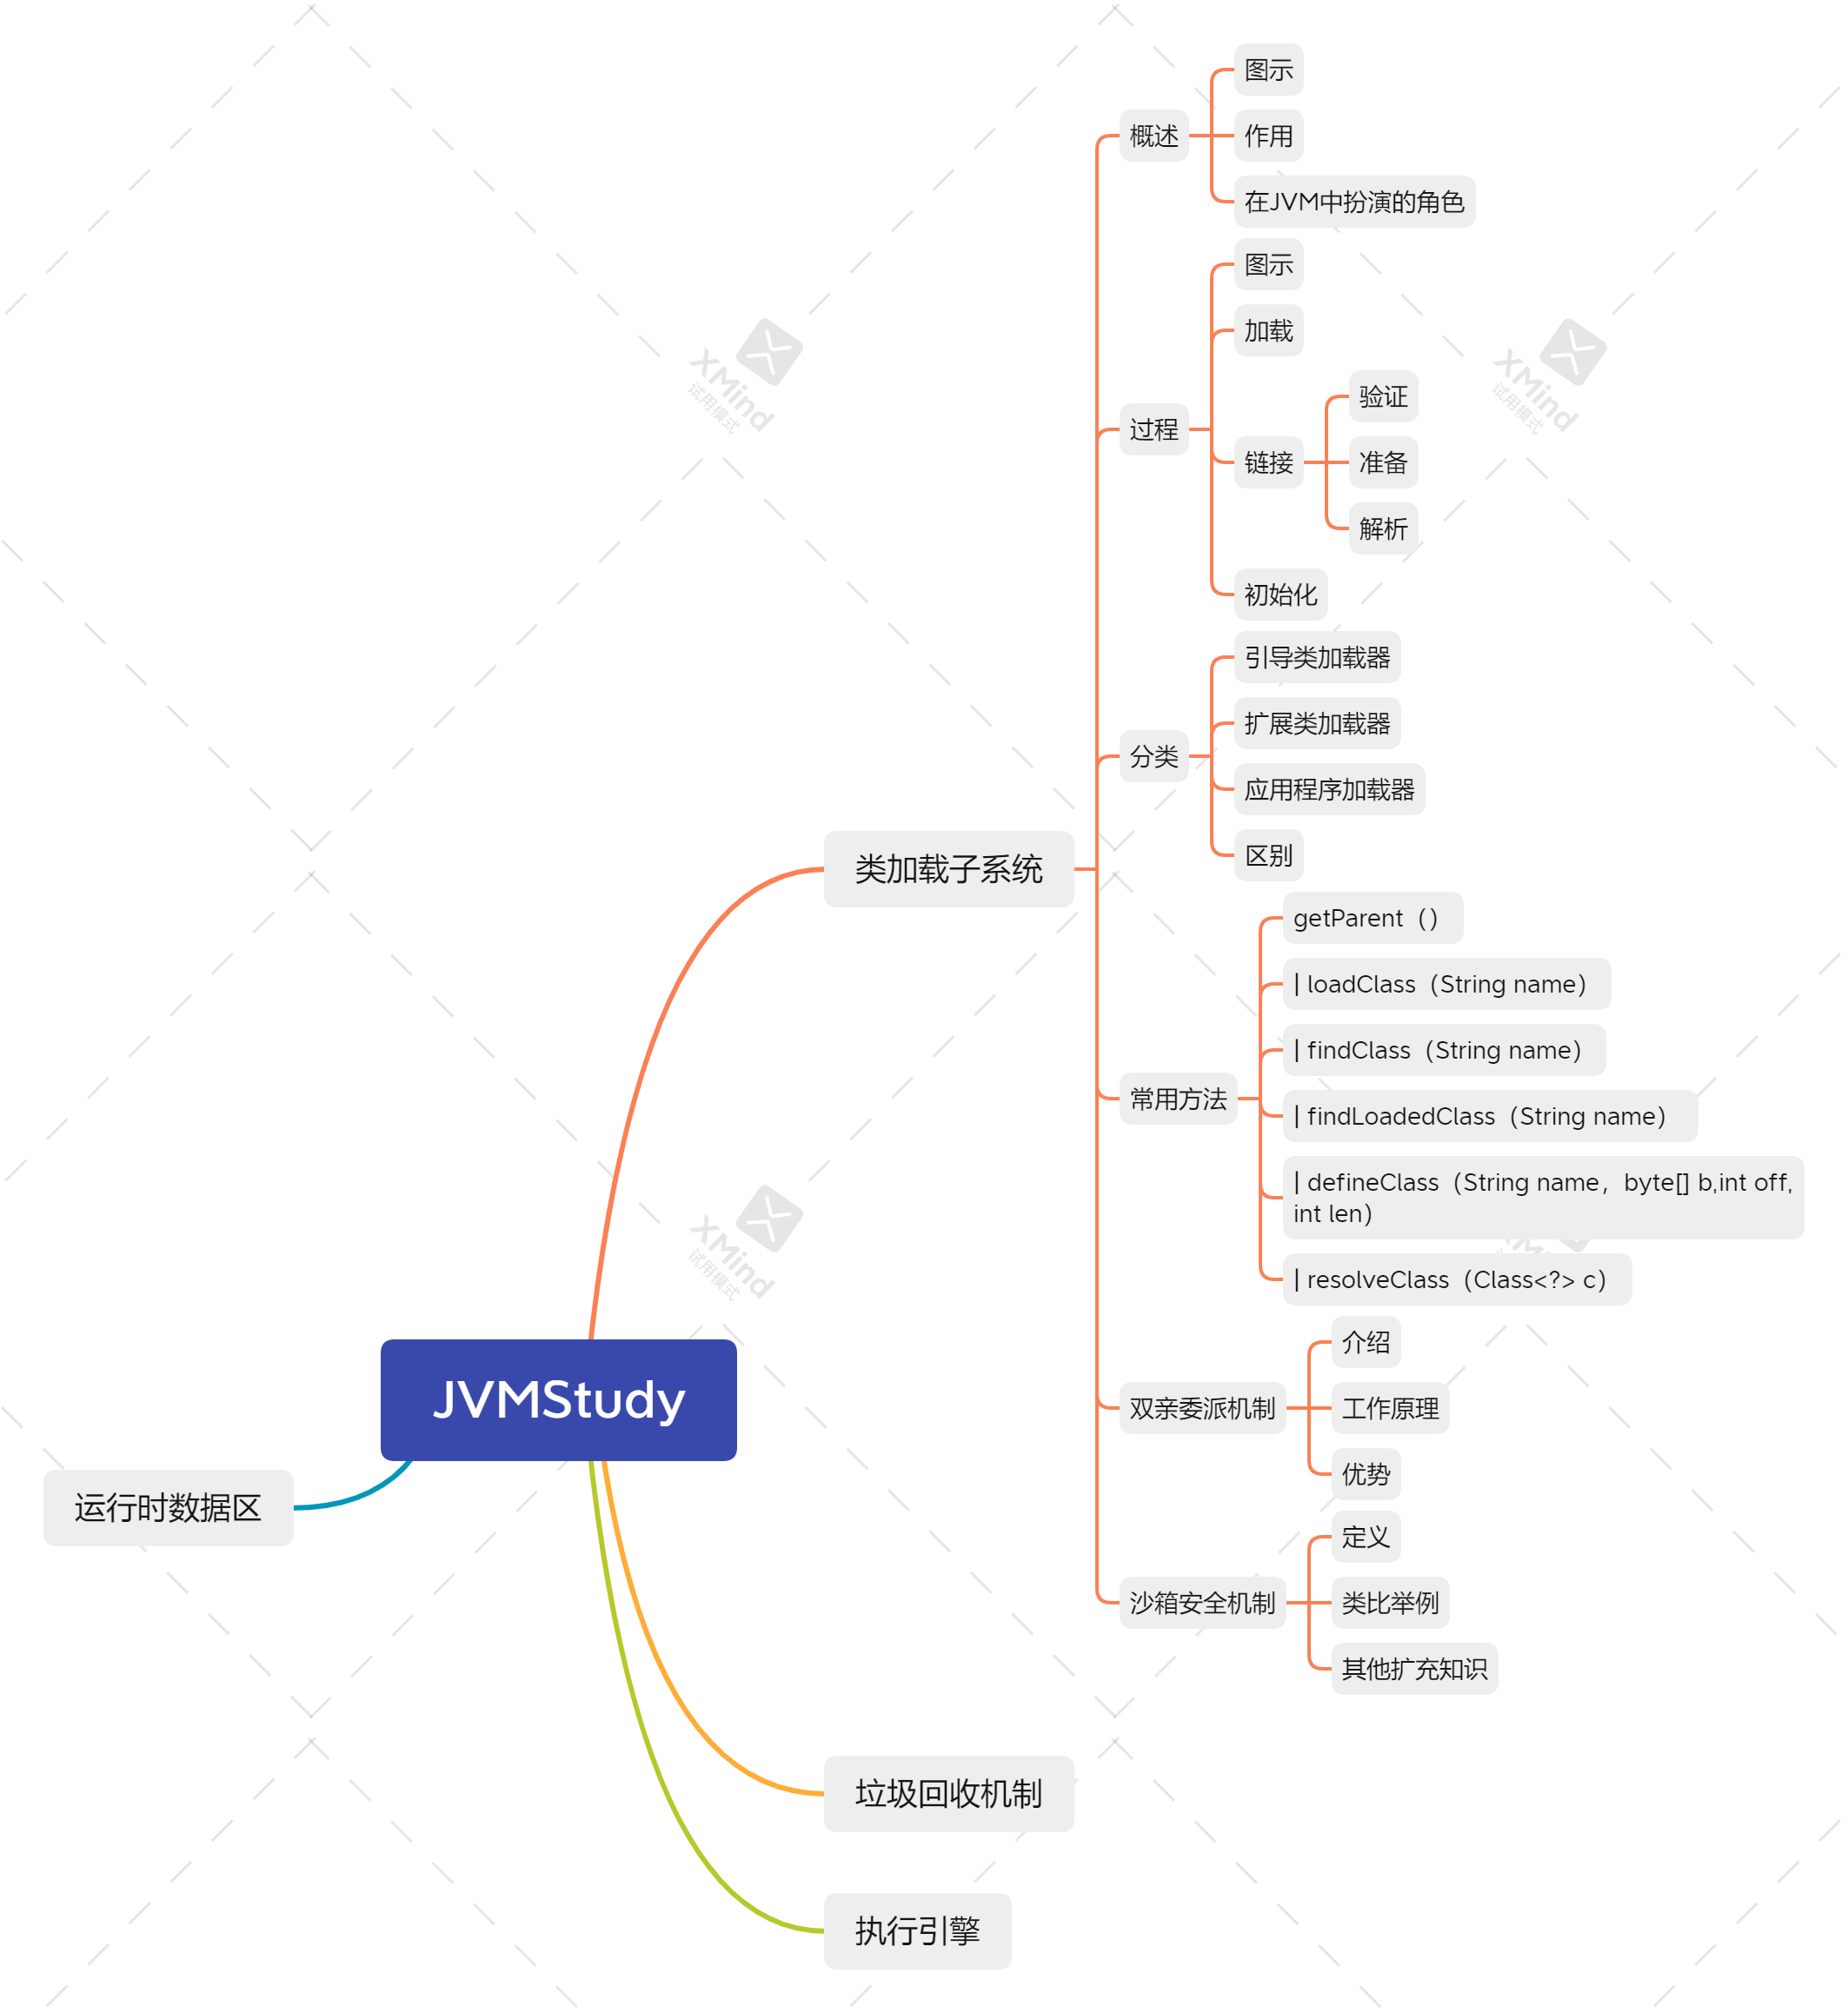 图示
作用
在JVM中扮演的角色
概述
图示
加载
验证
准备
解析
链接
初始化
过程
引导类加载器
扩展类加载器
应用程序加载器
区别
分类
类加载子系统
getParent（）
| loadClass（String name）
| findClass（String name）
| findLoadedClass（String name）
| defineClass（String name，byte[] b,int off,
int len）
| resolveClass（Class<?> c）
常用方法
介绍
工作原理
优势
双亲委派机制
定义
类比举例
其他扩充知识
沙箱安全机制
JVMStudy
运行时数据区
垃圾回收机制
执行引擎
XMind
试用模式
XMind
试用模式
XMind
试用模式